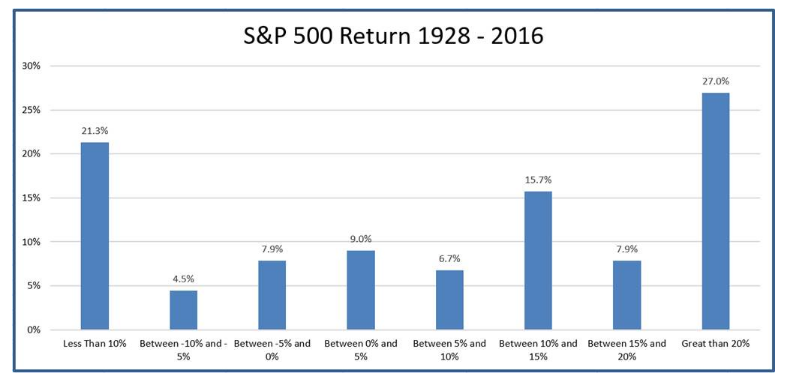 S&P 500 Return 1928 - 2016
30%
25%
20%
15%
10%
5%
0%
21.3%
4.5%
7.9%
9.0%
6.7%
15.7%
7.9%
27.0%
Less Than 10%
Between -10% and -
5%
Between -5% and
0%
Between 0% and
5%
Between 5% and
10%
Between 10% and
15%
Between 15% and
20%
Great than 20%